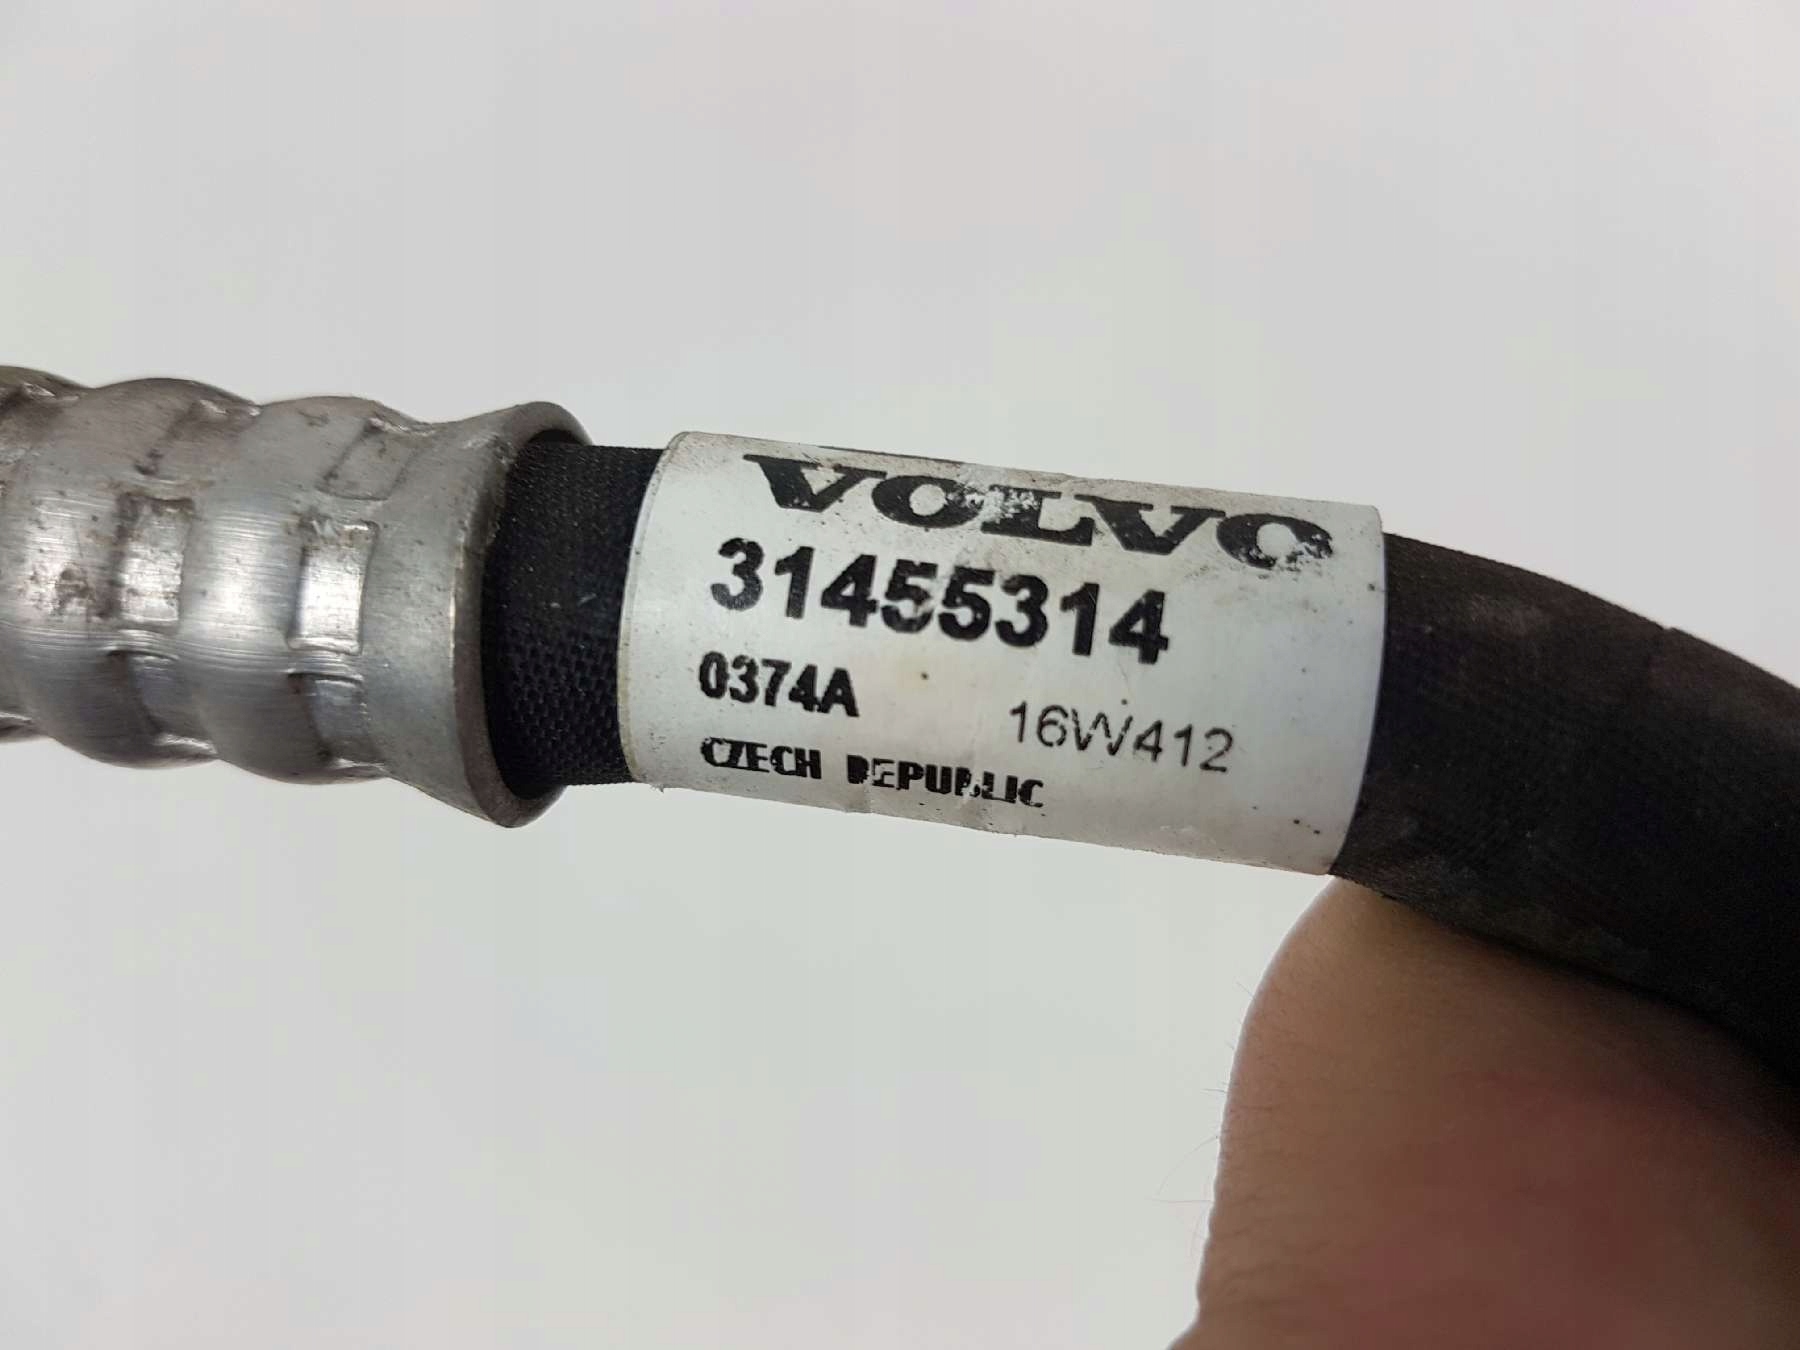 VOLVO
31455314
0374A 16W412
CZECH REPUBLIC